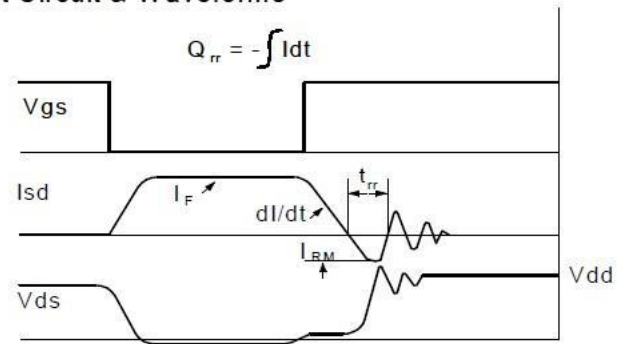 Circuit & Waveforms
Q rr = -∫ Idt
Vgs
Isd
I F
dI/dt
t rr
I RM
Vds
Vdd